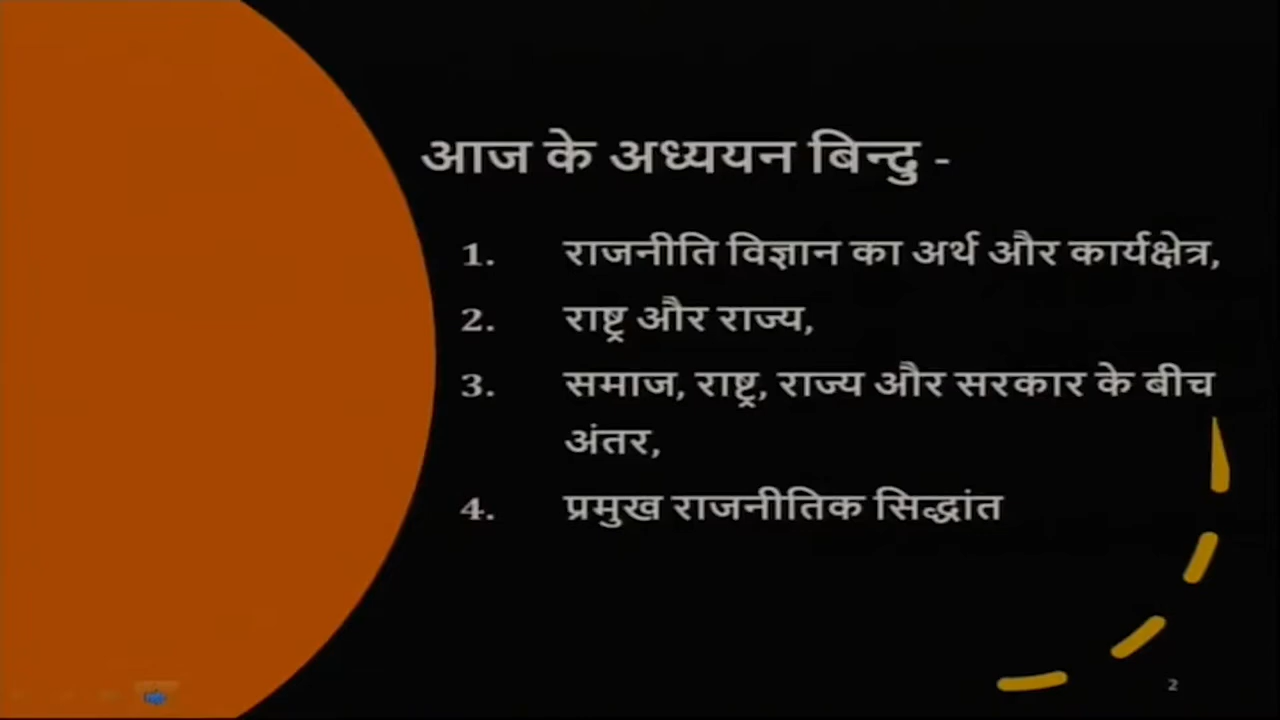 आज के अध्ययन बिन्दु -
1. राजनीति विज्ञान का अर्थ और कार्यक्षेत्र,
2. राष्ट्र और राज्य,
3. समाज, राष्ट्र, राज्य और सरकार के बीच
अंतर,
4. प्रमुख राजनीतिक सिद्धांत
2